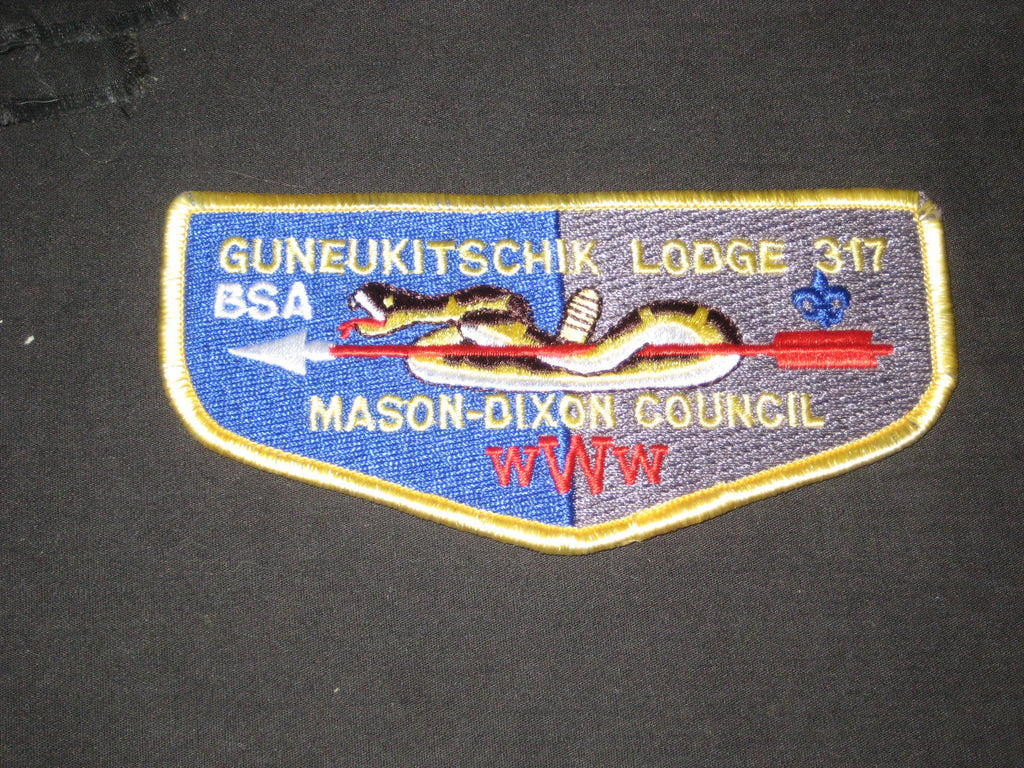 GUNEUKITSCHIK LODGE 317
BSA
MASON-DIXON COUNCIL
WWW